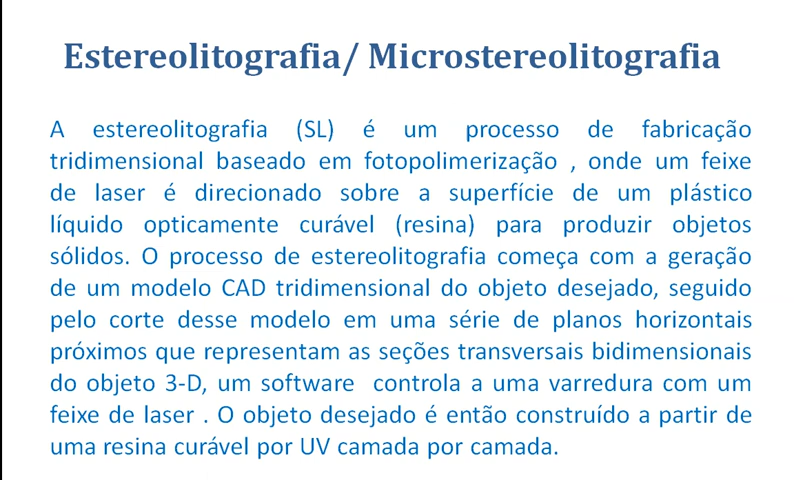 Estereolitografia/ Microstereolitografia
A estereolitografia (SL) é um processo de fabricação
tridimensional baseado em fotopolimerização , onde um feixe
de laser é direcionado sobre a superfície de um plástico
líquido opticamente curável (resina) para produzir objetos
sólidos. O processo de estereolitografia começa com a geração
de um modelo CAD tridimensional do objeto desejado, seguido
pelo corte desse modelo em uma série de planos horizontais
próximos que representam as seções transversais bidimensionais
do objeto 3-D, um software controla a uma varredura com um
feixe de laser . O objeto desejado é então construído a partir de
uma resina curável por UV camada por camada.